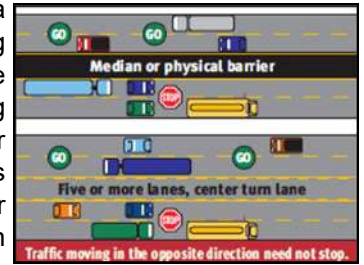 GO
GO
Median or physical barrier
STOP
GO
GO
Five or more lanes, center turn lane
STOP
Traffic moving in the opposite direction need not stop.